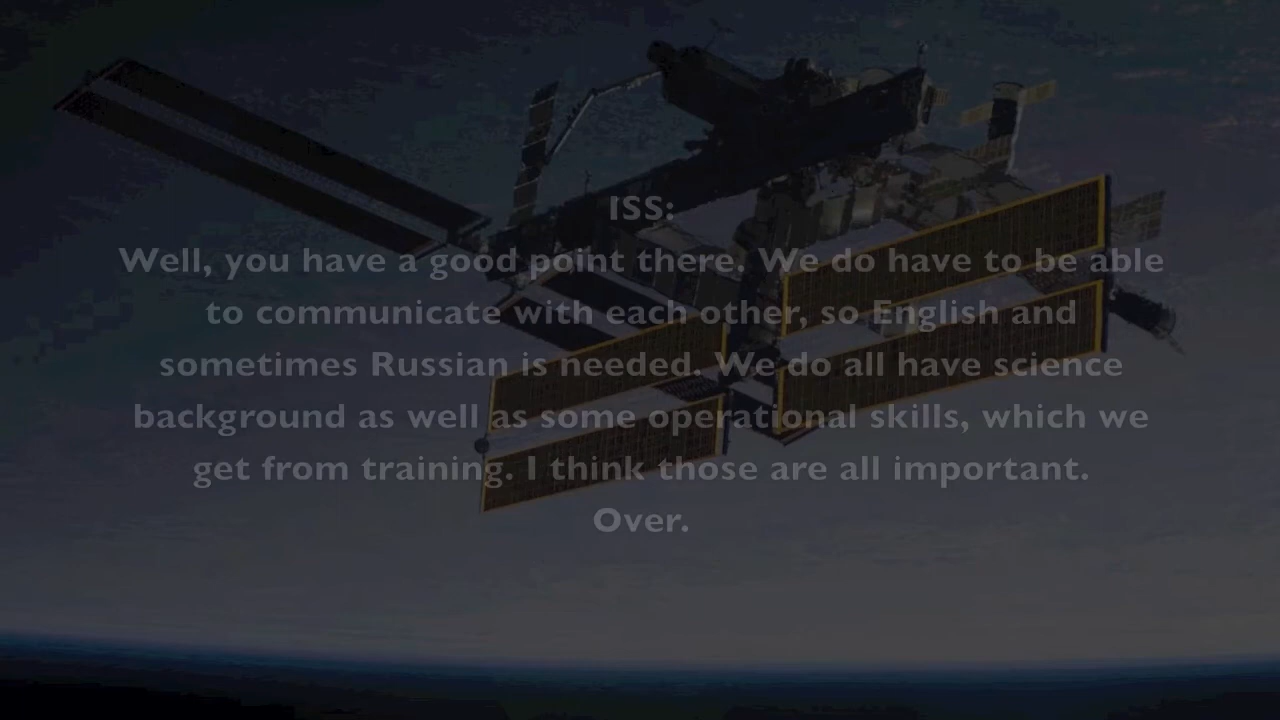 ISS:
Well, you have a good point there. We do have to be able
to communicate with each other, so English and
sometimes Russian is needed. We do all have science
background as well as some operational skills, which we
get from training. I think those are all important.
Over.